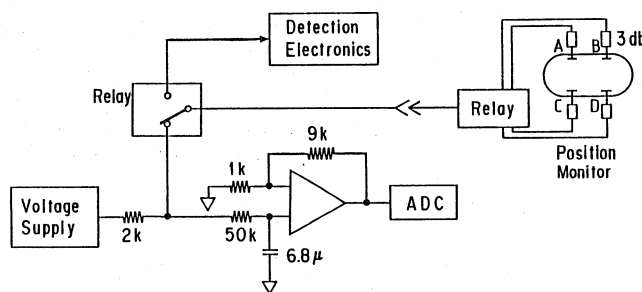 Detection
Electronics
A
B
3 db
Relay
Relay
C
D
Position
Monitor
9k
1k
Voltage
Supply
2k
50k
6.8μ
ADC